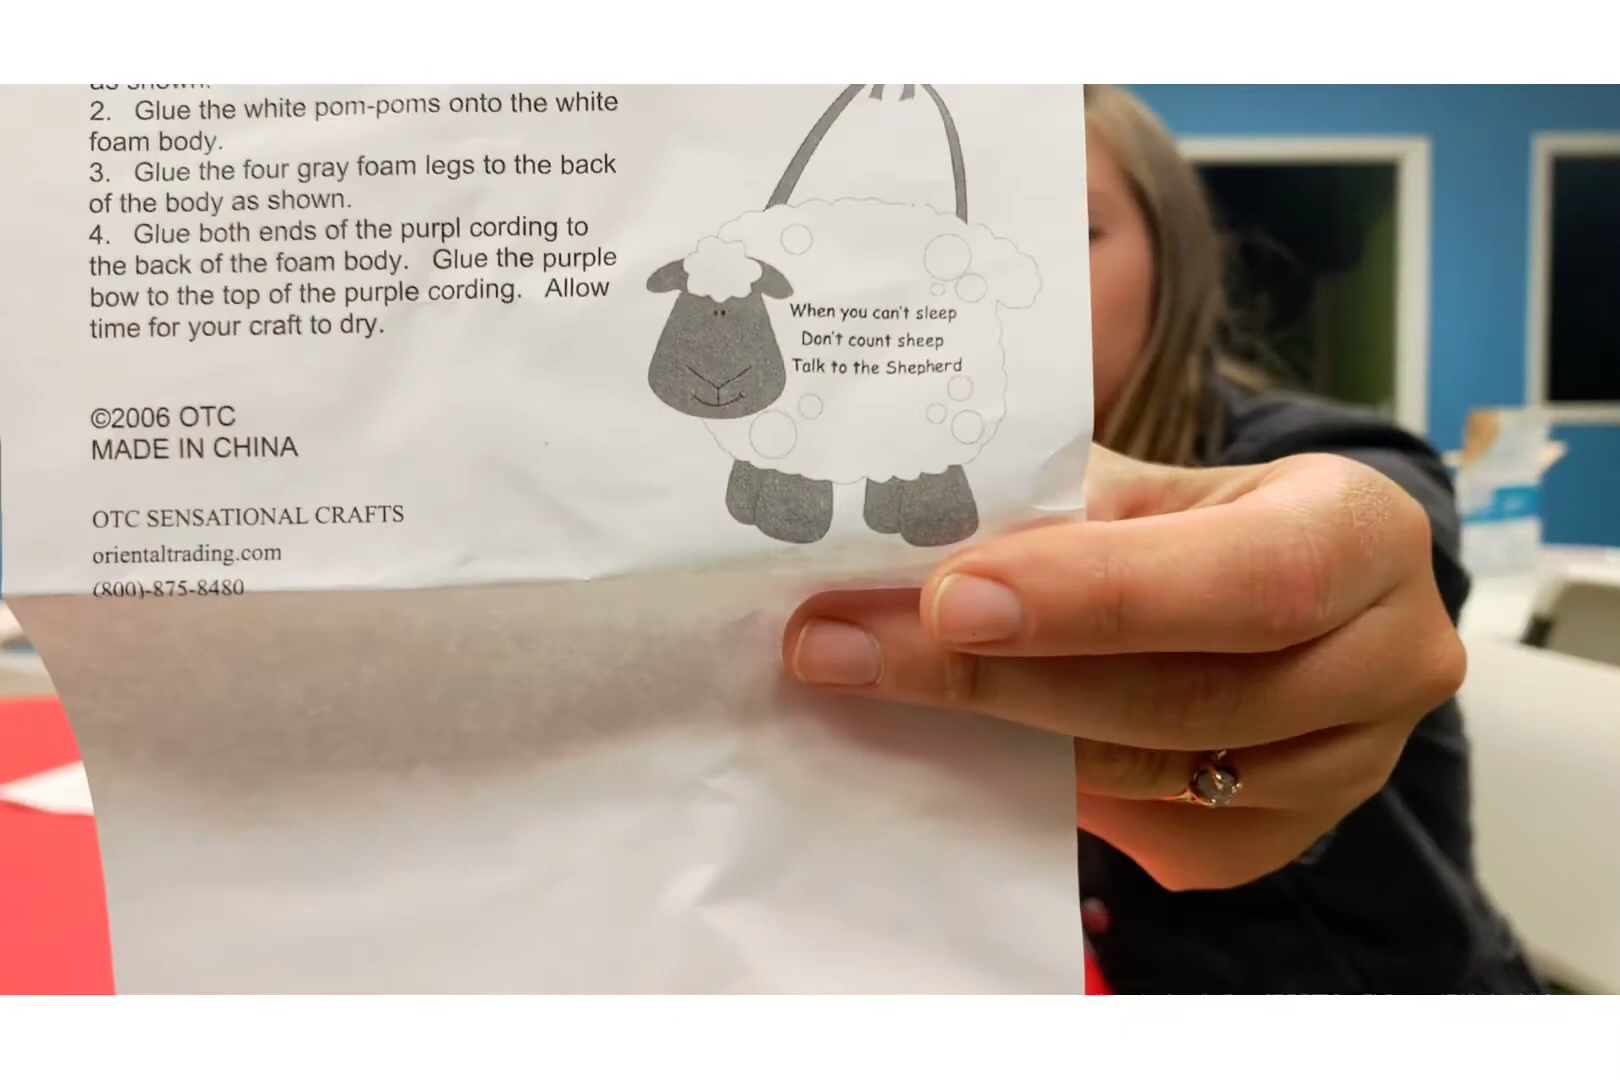 as shown.
2. Glue the white pom-poms onto the white
foam body.
3. Glue the four gray foam legs to the back
of the body as shown.
4. Glue both ends of the purpl cording to
the back of the foam body. Glue the purple
bow to the top of the purple cording. Allow
time for your craft to dry.
©2006 OTC
MADE IN CHINA
OTC SENSATIONAL CRAFTS
orientaltrading.com
(800)-875-8480
When you can't sleep
Don't count sheep
Talk to the Shepherd